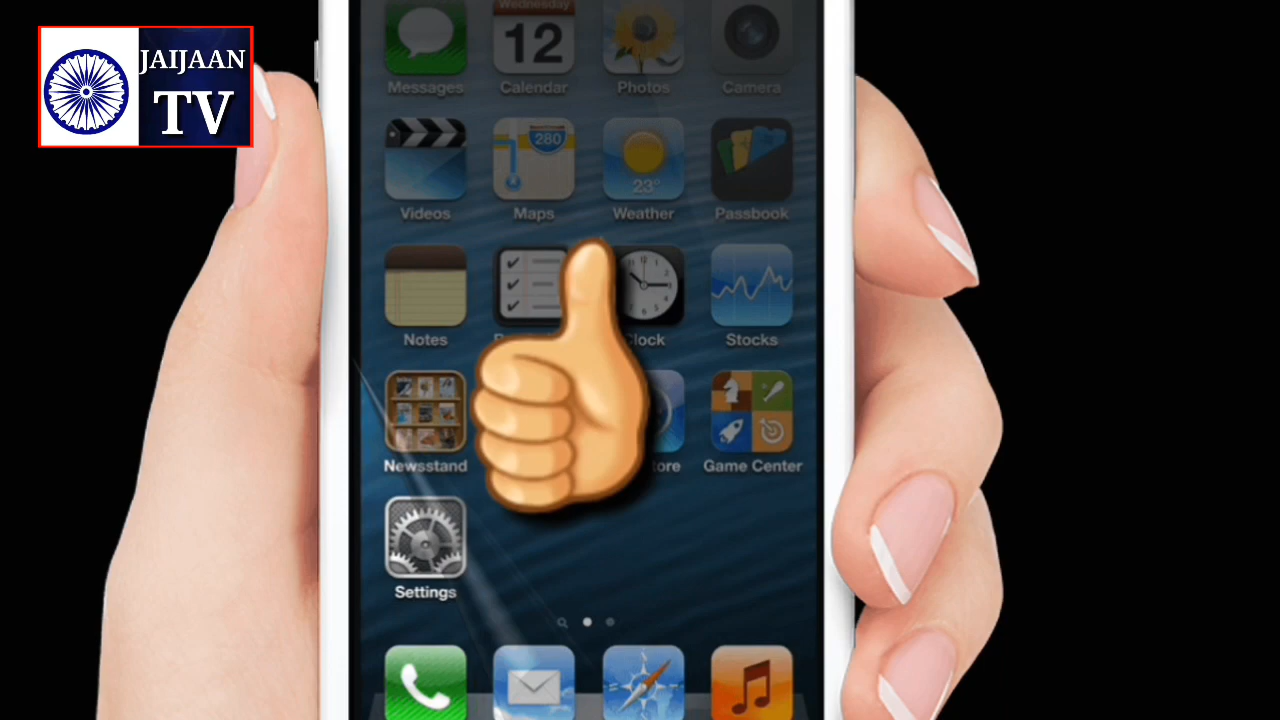 JAIJAAN
TV
Wednesday
12
Messages
Calendar
Photos
Camera
280
23°
Videos
Maps
Weather
Passbook
Notes
Clock
Stocks
Newsstand
Game Center
Settings